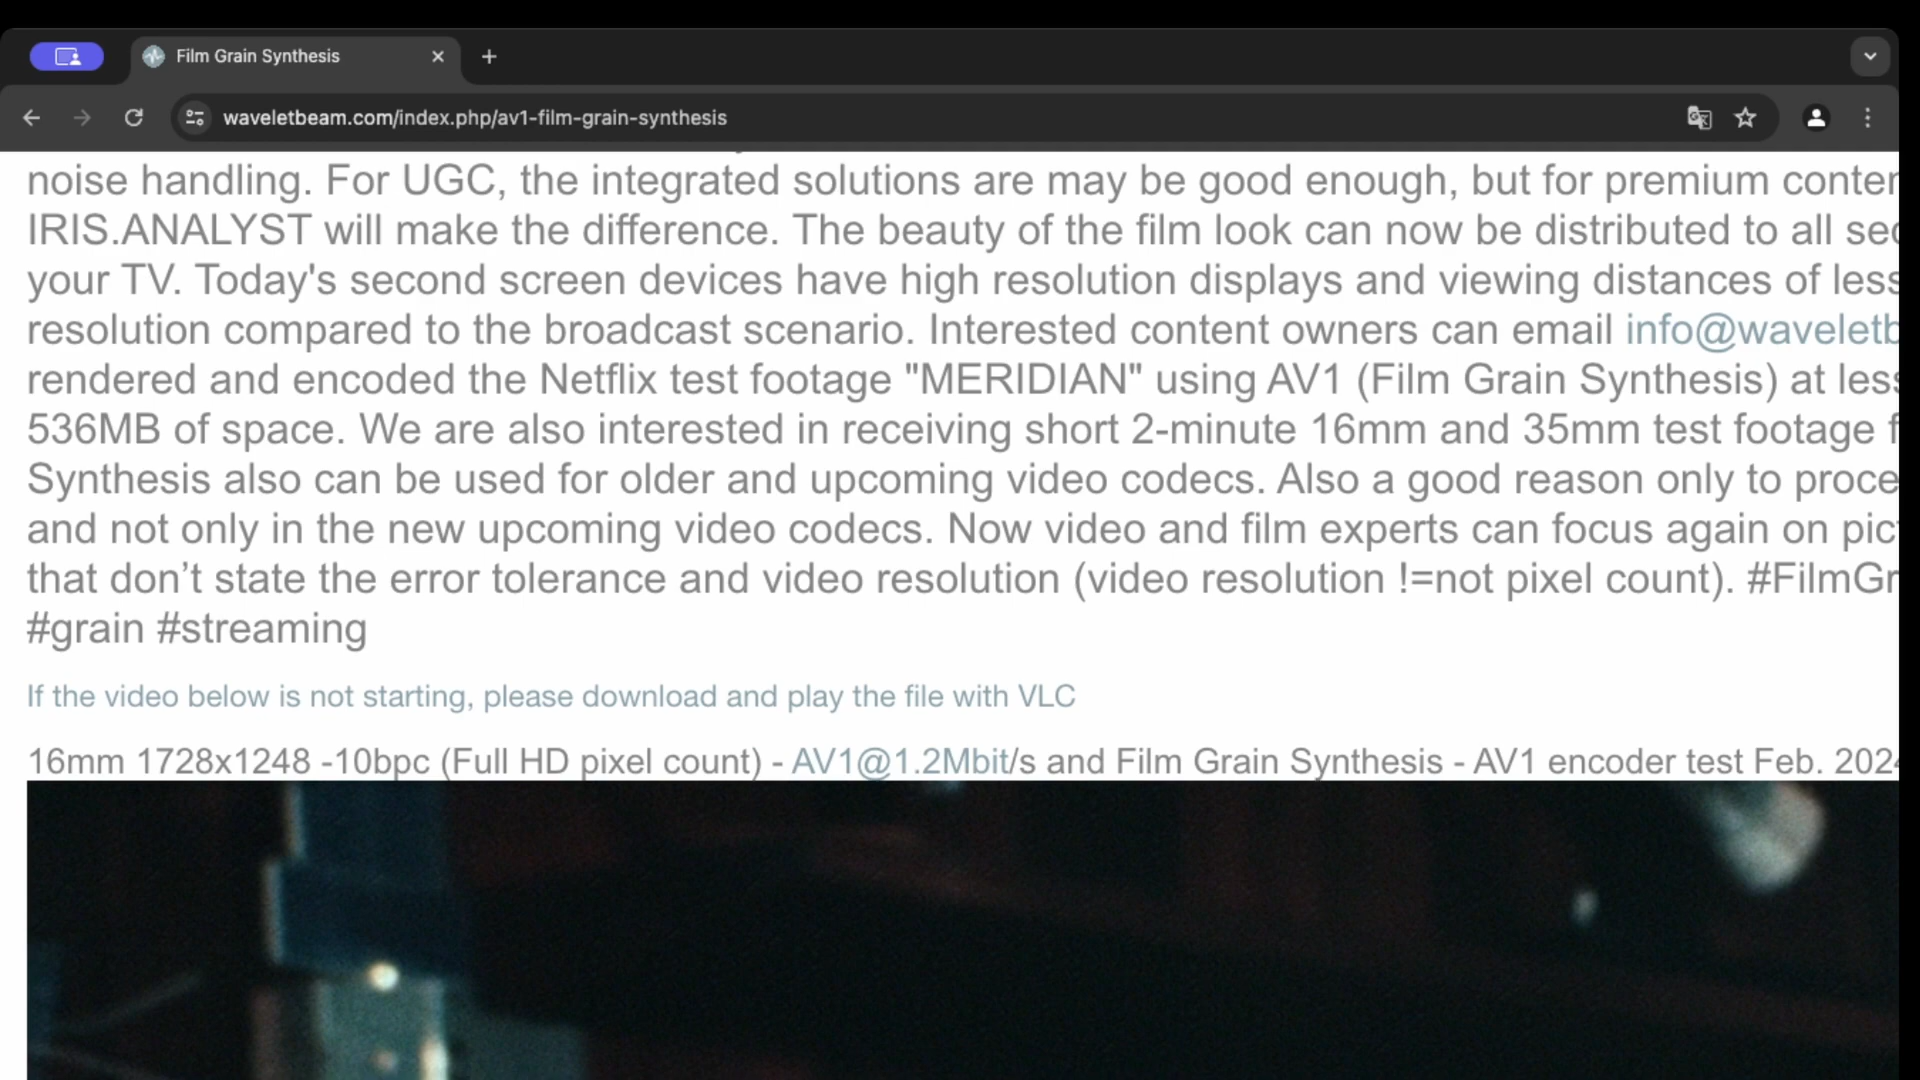 Film Grain Synthesis
waveletbeam.com/index.php/av1-film-grain-synthesis
noise handling. For UGC, the integrated solutions are may be good enough, but for premium
IRIS.ANALYST will make the difference. The beauty of the film look can now be distributed to all
your TV. Today's second screen devices have high resolution displays and viewing distances of less
resolution compared to the broadcast scenario. Interested content owners can email info@waveletb
rendered and encoded the Netflix test footage "MERIDIAN" using AV1 (Film Grain Synthesis) at less
536MB of space. We are also interested in receiving short 2-minute 16mm and 35mm test footage f
Synthesis also can be used for older and upcoming video codecs. Also a good reason only to proce
and not only in the new upcoming video codecs. Now video and film experts can focus again on pic
that don’t state the error tolerance and video resolution (video resolution !=not pixel count). #FilmGr
#grain #streaming
If the video below is not starting, please download and play the file with VLC
16mm 1728x1248 -10bpc (Full HD pixel count) - AV1@1.2Mbit/s and Film Grain Synthesis - AV1 encoder test Feb. 2024